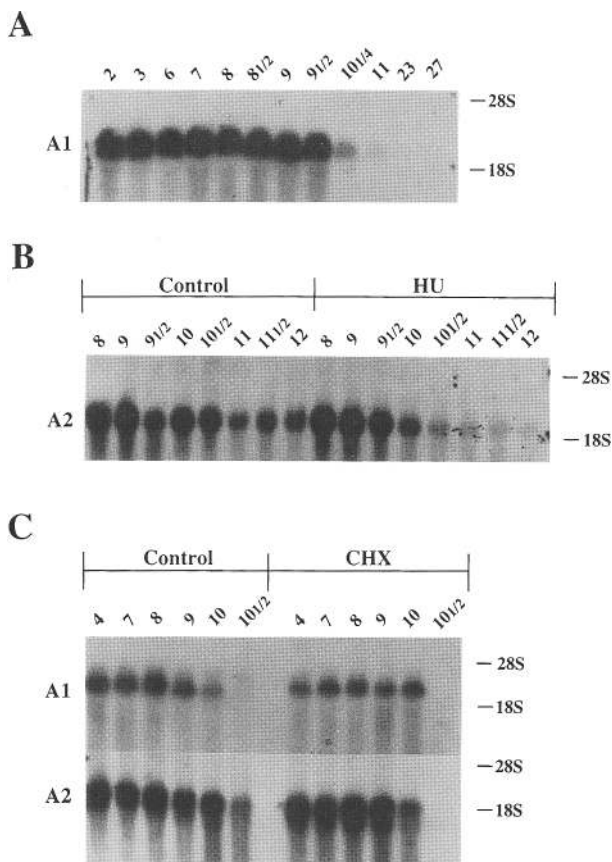 A
2 3 6 7 8 81/2 9 91/2 101/4 11 23 27
—28S
A1
—18S
B
Control HU
8 9 91/2 10 101/2 11 111/2 12 8 9 91/2 10 101/2 11 111/2 12
—28S
A2
—18S
C
Control CHX
4 7 8 9 10 101/2 4 7 8 9 10 101/2
—28S
A1
—18S
—28S
A2
—18S